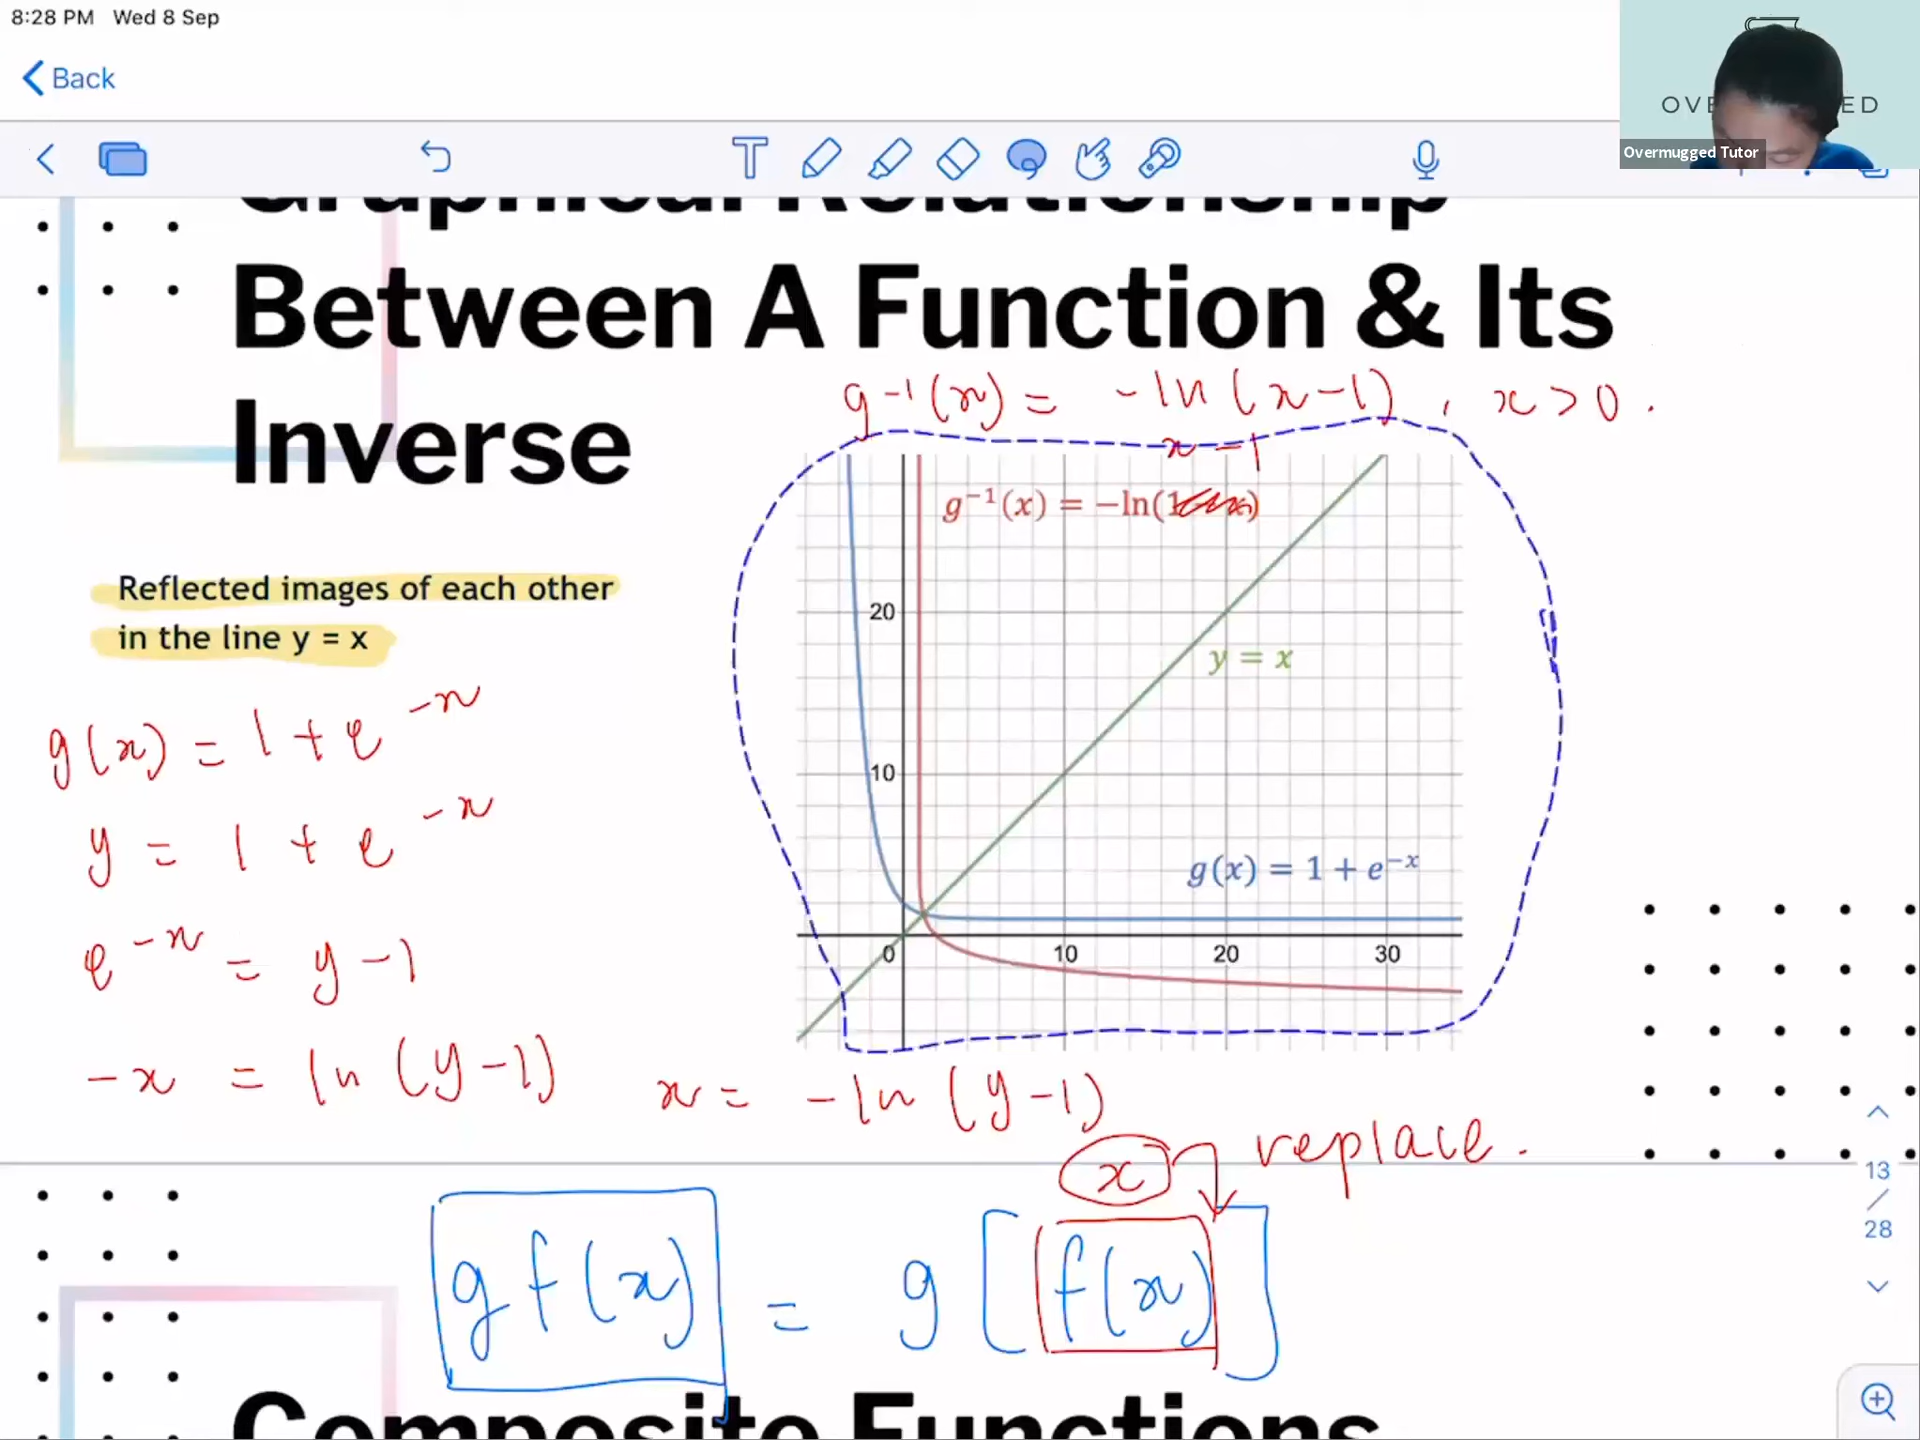 8:28 PM Wed 8 Sep
Back
OVE ED
Overmugged Tutor
Graphical Relationship
Between A Function & Its
Inverse
g⁻¹(x) = -ln(x-1), x>0.
x-1
g⁻¹(x) = −ln(1
20
y = x
10
g(x) = 1 + e⁻ˣ
0 10 20 30
Reflected images of each other
in the line y = x
g(x) = 1 + e⁻ˣ
y = 1 + e⁻ˣ
e⁻ˣ = y-1
-x = ln(y-1) x = -ln(y-1)
x replace.
13
/
28
gf(x) = g[f(x)]
Composite Functions